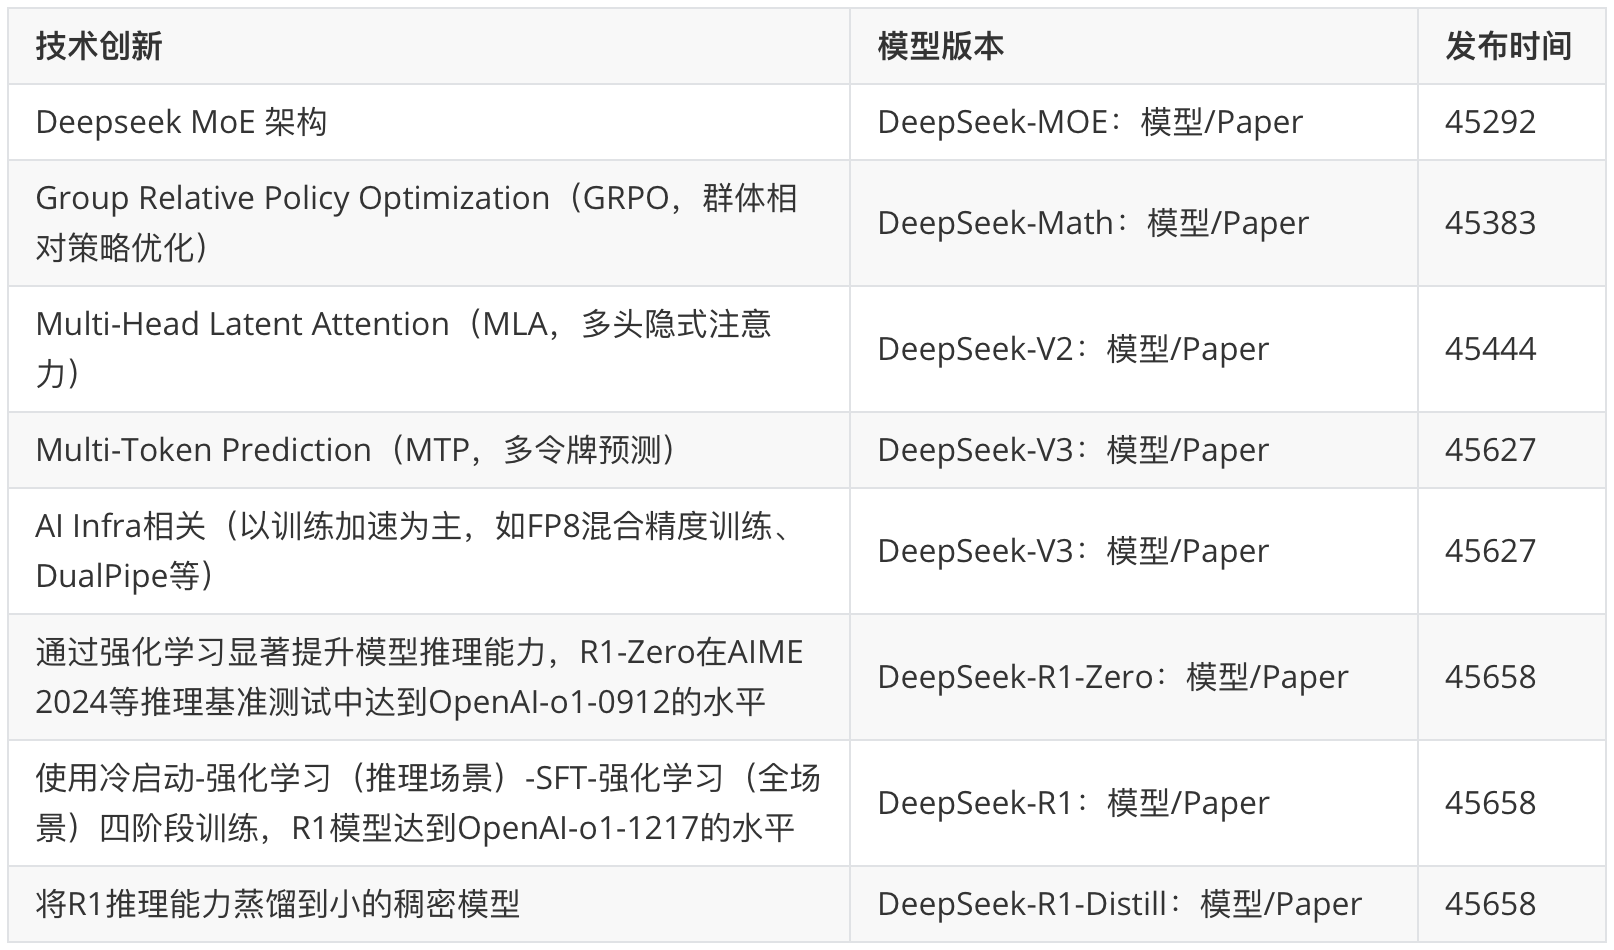 技术创新 模型版本 发布时间
Deepseek MoE 架构 DeepSeek-MOE：模型/Paper 45292
Group Relative Policy Optimization（GRPO，群体相
对策略优化） DeepSeek-Math：模型/Paper 45383
Multi-Head Latent Attention（MLA，多头隐式注意
力） DeepSeek-V2：模型/Paper 45444
Multi-Token Prediction（MTP，多令牌预测） DeepSeek-V3：模型/Paper 45627
AI Infra相关（以训练加速为主，如FP8混合精度训练、
DualPipe等） DeepSeek-V3：模型/Paper 45627
通过强化学习显著提升模型推理能力，R1-Zero在AIME
2024等推理基准测试中达到OpenAI-o1-0912的水平 DeepSeek-R1-Zero：模型/Paper 45658
使用冷启动-强化学习（推理场景）-SFT-强化学习（全场
景）四阶段训练，R1模型达到OpenAI-o1-1217的水平 DeepSeek-R1：模型/Paper 45658
将R1推理能力蒸馏到小的稠密模型 DeepSeek-R1-Distill：模型/Paper 45658